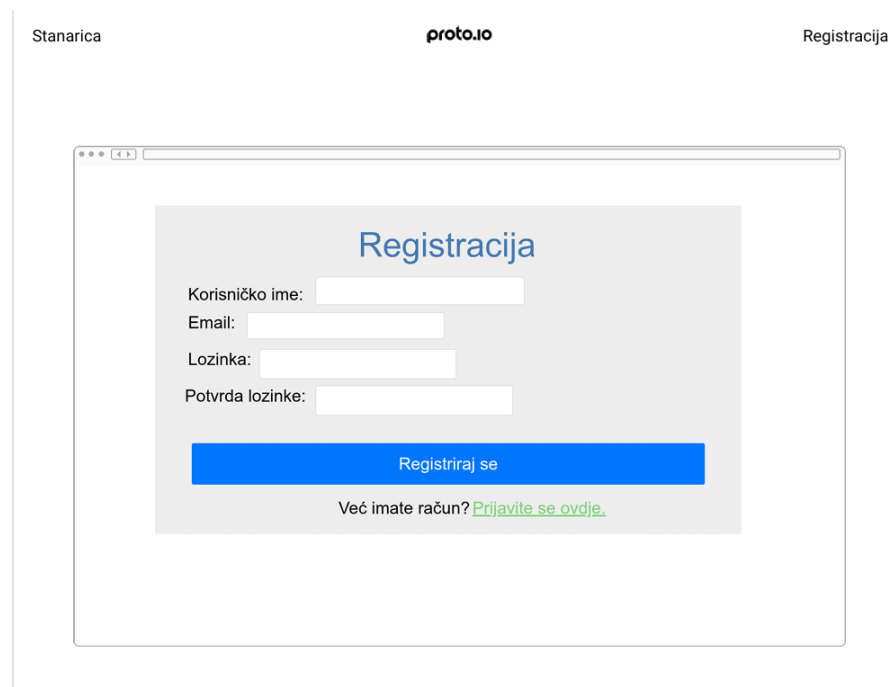 Stanarica
proto.io
Registracija
Registracija
Korisničko ime:
Email:
Lozinka:
Potvrda lozinke:
Registriraj se
Već imate račun? Prijavite se ovdje.